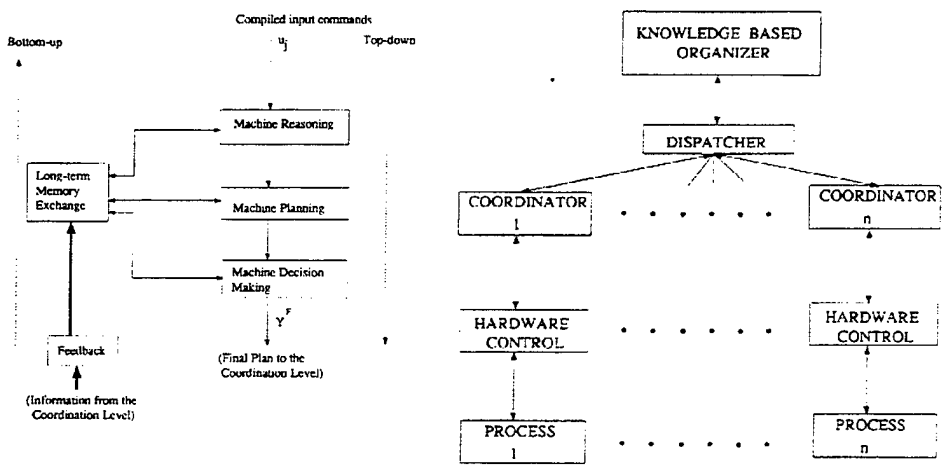 Compiled input commands
Bottom-up
u_j
Top-down
Machine Reasoning
Long-term
Memory
Exchange
Machine Planning
Machine Decision
Making
Y^F
Feedback
(Final Plan to the
Coordination Level)
(Information from the
Coordination Level)
KNOWLEDGE BASED
ORGANIZER
DISPATCHER
COORDINATOR
1
COORDINATOR
n
HARDWARE
CONTROL
HARDWARE
CONTROL
PROCESS
1
PROCESS
n